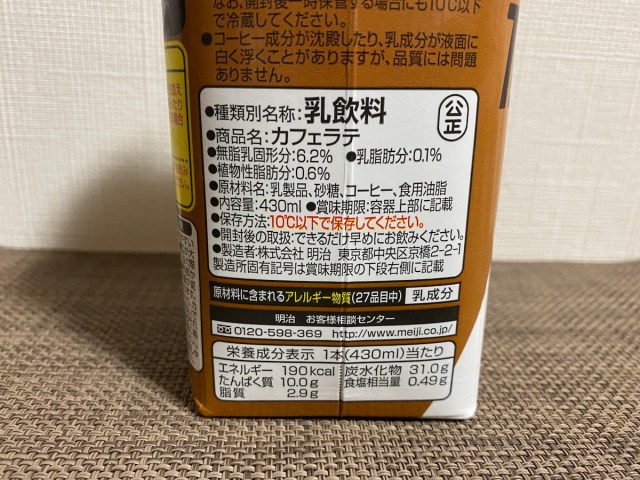 なお、開封後一時保管する場合にも10℃以下
で冷蔵してください。
●コーヒー成分が沈殿したり、乳成分が液面に
白く浮くことがありますが、品質には問題
ありません。
●種類別名称:乳飲料
公正
●商品名:カフェラテ
●無脂乳固形分:6.2% ●乳脂肪分:0.1%
●植物性脂肪分:0.6%
●原材料名:乳製品、砂糖、コーヒー、食用油脂
●内容量:430ml ●賞味期限:容器上部に記載
●保存方法:10℃以下で保存してください。
●開封後の取扱:できるだけ早めにお飲みください。
●製造者:株式会社 明治 東京都中央区京橋2-2-1
製造所固有記号は賞味期限の下段右側に記載
原材料に含まれるアレルギー物質(27品目中) 乳成分
明治 お客様相談センター
0120-598-369 http://www.meiji.co.jp/
栄養成分表示 1本(430ml)当たり
エネルギー 190kcal 炭水化物 31.0g
たんぱく質 10.0g 食塩相当量 0.49g
脂質 2.9g